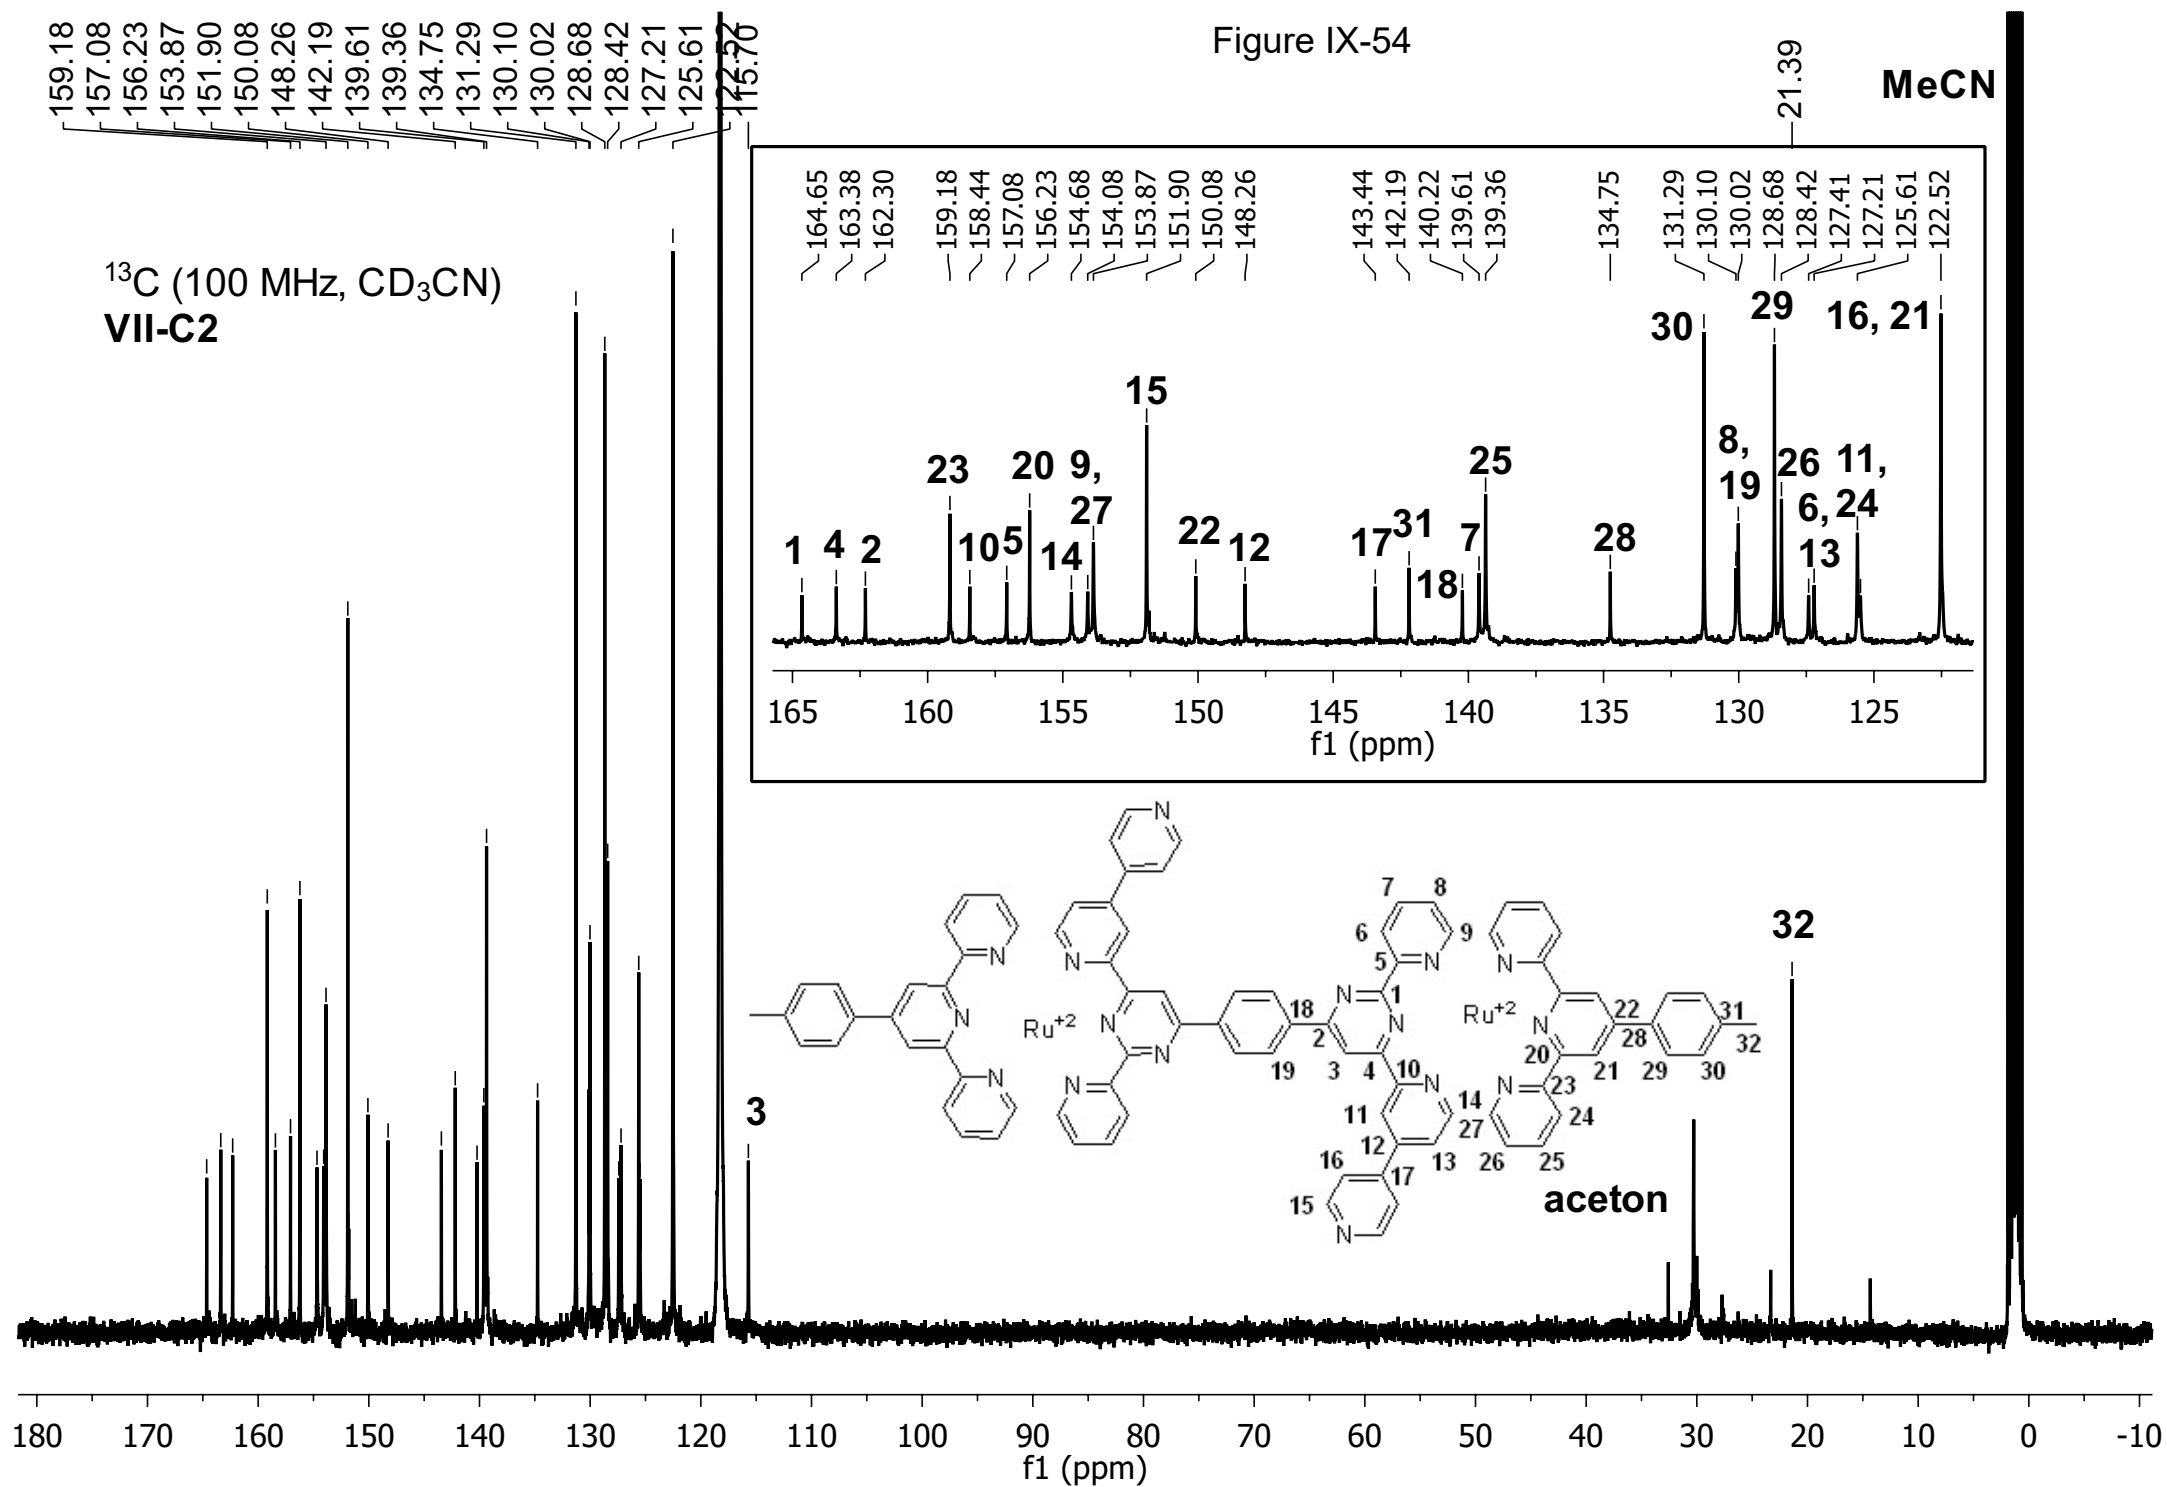 Figure IX-54
159.18
157.08
156.23
153.87
151.90
150.08
148.26
142.19
139.61
139.36
134.75
131.29
130.10
130.02
128.68
128.42
127.21
125.61
122.52
115.70
21.39
MeCN
13C (100 MHz, CD3CN)
VII-C2
164.65
163.38
162.30
159.18
158.44
157.08
156.23
154.68
154.08
153.87
151.90
150.08
148.26
143.44
142.19
140.22
139.61
139.36
134.75
131.29
130.10
130.02
128.68
128.42
127.41
127.21
125.61
122.52
1 4 2 23 10 5 20 14 9, 27 15 22 12 17 31 18 7 25 28 30 8, 19 29 26 6, 13 11, 24 16, 21
165 160 155 150 145 140 135 130 125
f1 (ppm)
N
7 8
6 9
5 N
N N
N 1
18 N
Ru+2
Ru+2
N N
2
22 31
28 32
20
19 3 4 10 21 29 30
N N N N 23
11 14 24
27
12 13 26 25
16 17
15
N
aceton
3
32
180 170 160 150 140 130 120 110 100 90 80 70 60 50 40 30 20 10 0 -10
f1 (ppm)